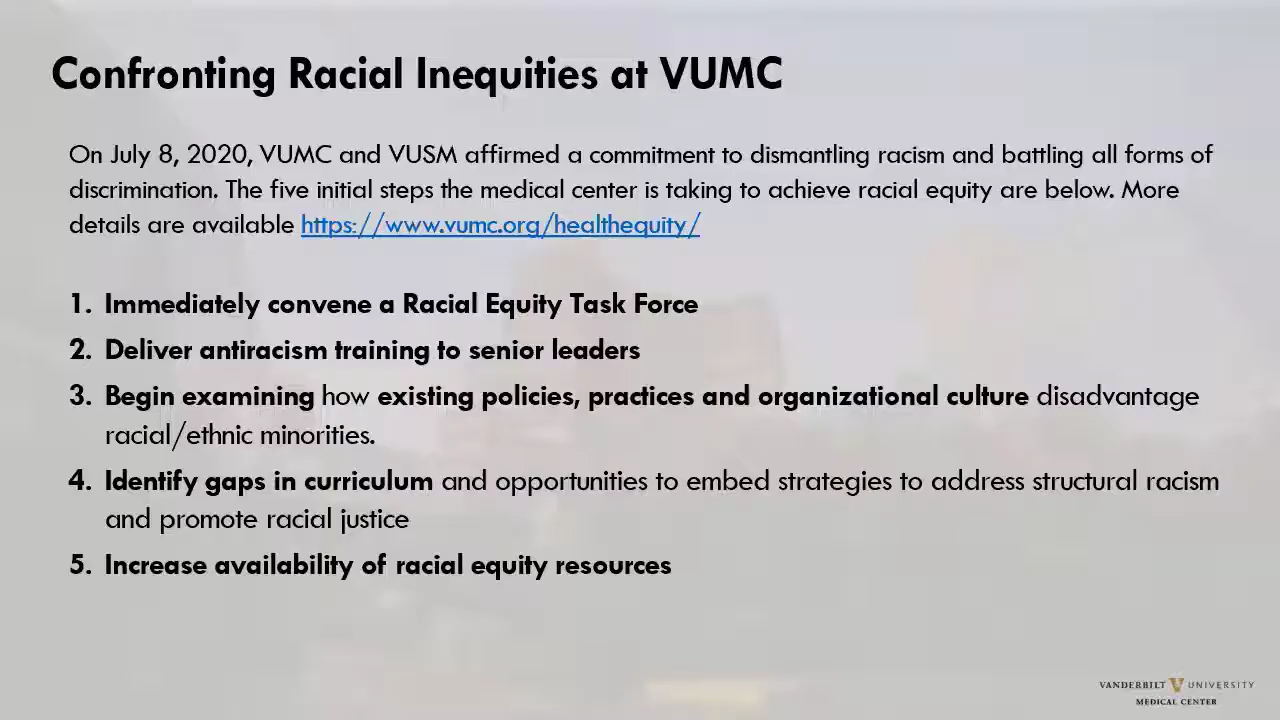 Confronting Racial Inequities at VUMC
On July 8, 2020, VUMC and VUSM affirmed a commitment to dismantling racism and battling all forms of
discrimination. The five initial steps the medical center is taking to achieve racial equity are below. More
details are available https://www.vumc.org/healthequity/
1. Immediately convene a Racial Equity Task Force
2. Deliver antiracism training to senior leaders
3. Begin examining how existing policies, practices and organizational culture disadvantage
racial/ethnic minorities.
4. Identify gaps in curriculum and opportunities to embed strategies to address structural racism
and promote racial justice
5. Increase availability of racial equity resources
VANDERBILT V UNIVERSITY
MEDICAL CENTER